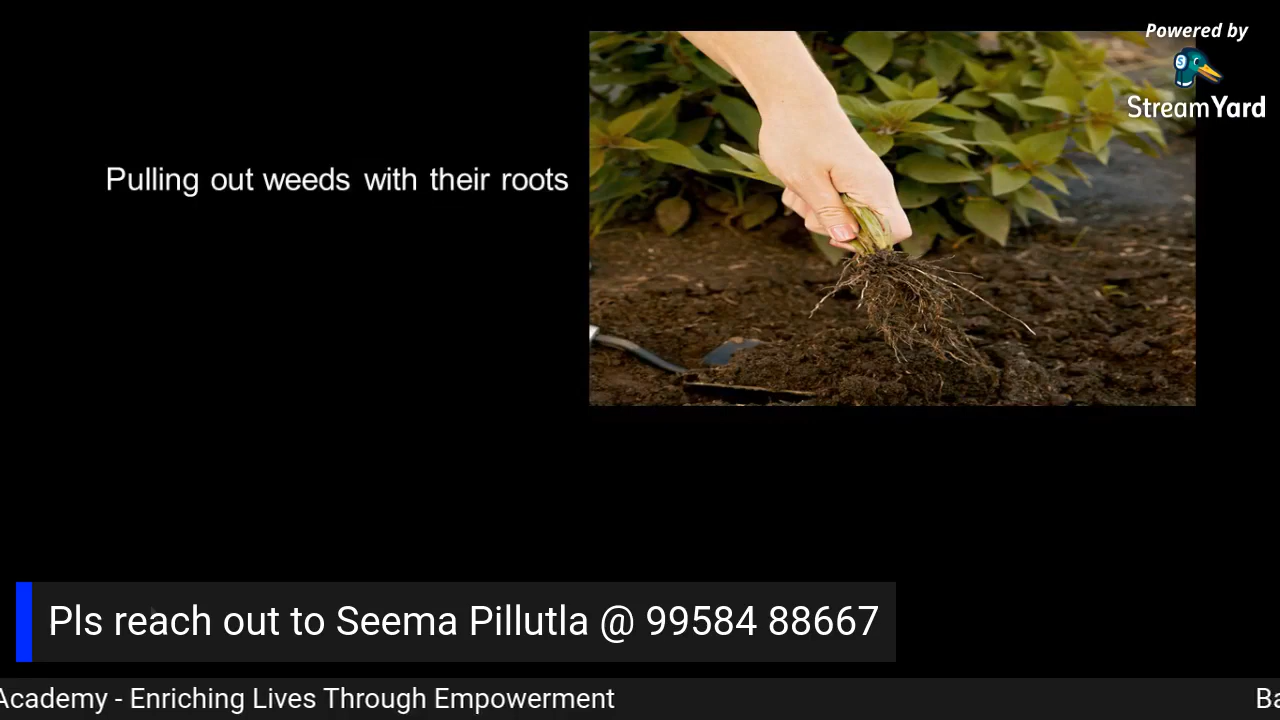 Powered by
StreamYard
Pulling out weeds with their roots
Pls reach out to Seema Pillutla @ 99584 88667
Academy - Enriching Lives Through Empowerment